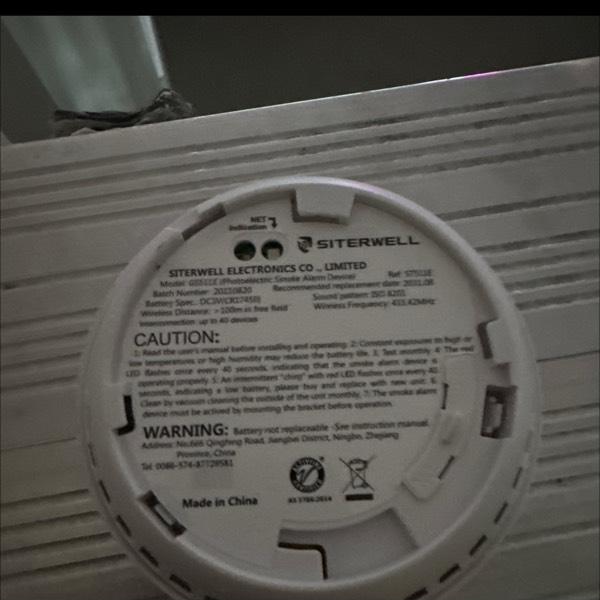 NET
Indication
SITERWELL
SITERWELL ELECTRONICS CO., LIMITED
Model: GS511E (Photoelectric Smoke Alarm Device) Ref: ST511E
Batch Number: 20210820 Recommended replacement date: 2031.08
Battery Spec.: DC3V(CR17450) Sound pattern: ISO 8201
Wireless Distance: >100m in free field Wireless Frequency: 433.42MHz
Interconnection: up to 40 devices
CAUTION:
1: Read the user's manual before installing and operating; 2: Constant exposures to high or
low temperatures or high humidity may reduce the battery life. 3: Test monthly 4: The red
LED flashes once every 40 seconds, indicating that the smoke alarm device is
operating properly. 5: An intermittent "chirp" with red LED flashes once every 40
seconds, indicating a low battery, please buy and replace with new unit. 6:
Clean by vacuum cleaning the outside of the unit monthly, 7: The smoke alarm
device must be actived by mounting the bracket before operation.
WARNING: Battery not replaceable -See instruction manual.
Address: No.666 Qingfeng Road, Jiangbei District, Ningbo, Zhejiang
Province, China
Tel: 0086-574-87729581
Made in China
AS 3786:2014